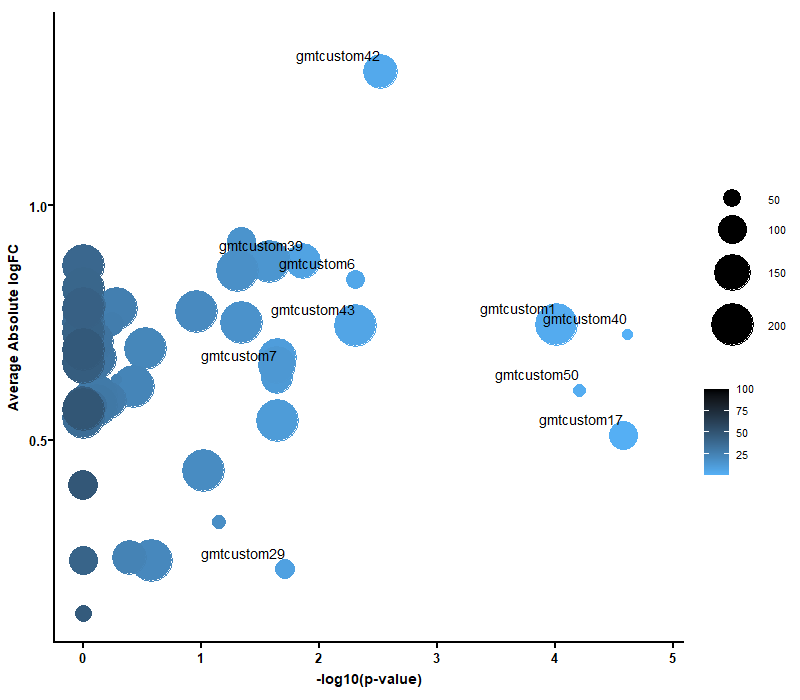 gmtcustom42
1.0
gmtcustom39
gmtcustom6
gmtcustom43
gmtcustom1
gmtcustom40
gmtcustom7
gmtcustom50
gmtcustom17
0.5
gmtcustom29
Average Absolute logFC
0 1 2 3 4 5
-log10(p-value)
50
100
150
200
100
75
50
25